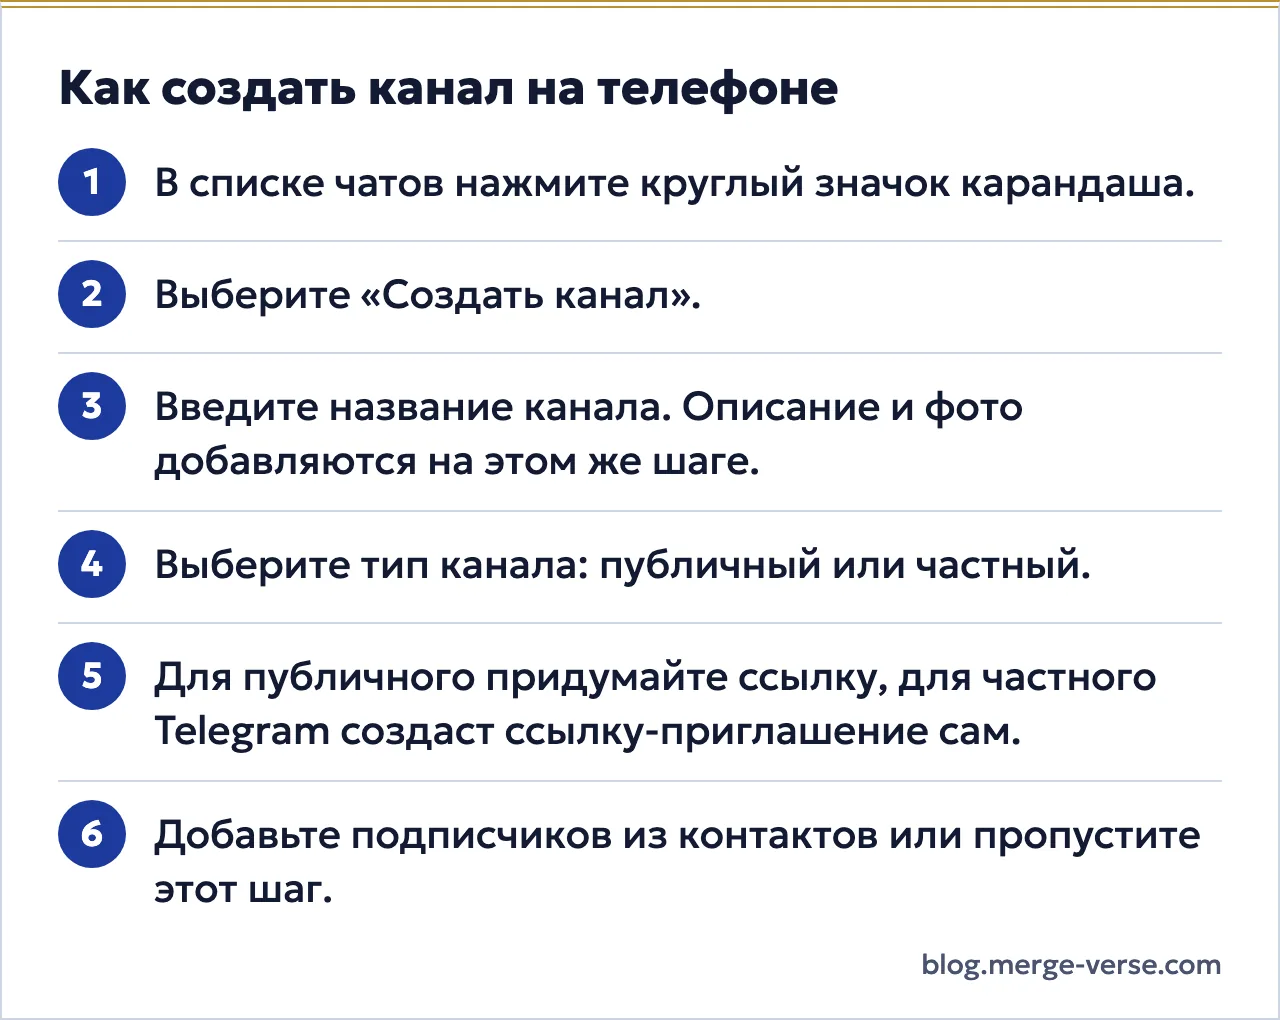 Как создать канал на телефоне
1 В списке чатов нажмите круглый значок карандаша.
2 Выберите «Создать канал».
3 Введите название канала. Описание и фото
добавляются на этом же шаге.
4 Выберите тип канала: публичный или частный.
5 Для публичного придумайте ссылку, для частного
Telegram создаст ссылку-приглашение сам.
6 Добавьте подписчиков из контактов или пропустите
этот шаг.
blog.merge-verse.com